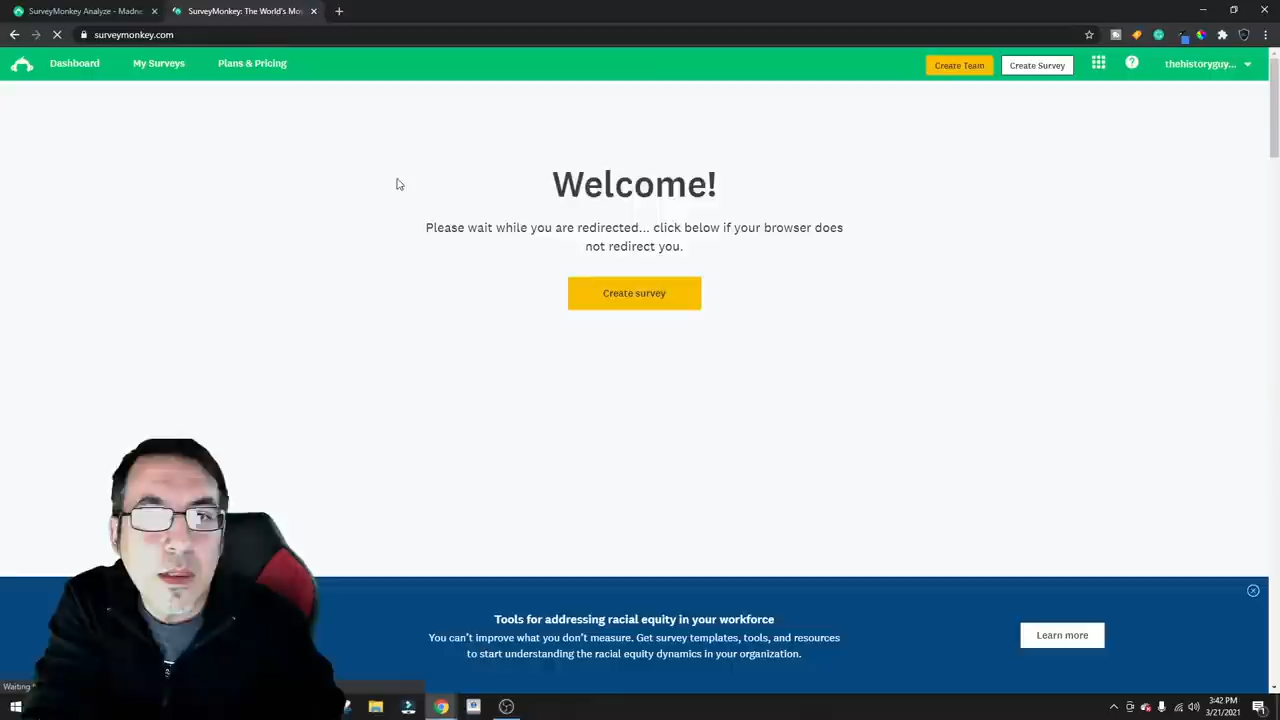 SurveyMonkey Analyze - Madn
SurveyMonkey: The World's Mo
surveymonkey.com
Dashboard
My Surveys
Plans & Pricing
Create Team
Create Survey
thehistoryguy...
Welcome!
Please wait while you are redirected... click below if your browser does
not redirect you.
Create survey
Tools for addressing racial equity in your workforce
You can't improve what you don't measure. Get survey templates, tools, and resources
to start understanding the racial equity dynamics in your organization.
Learn more
Waiting
3:42 PM
3/21/2021